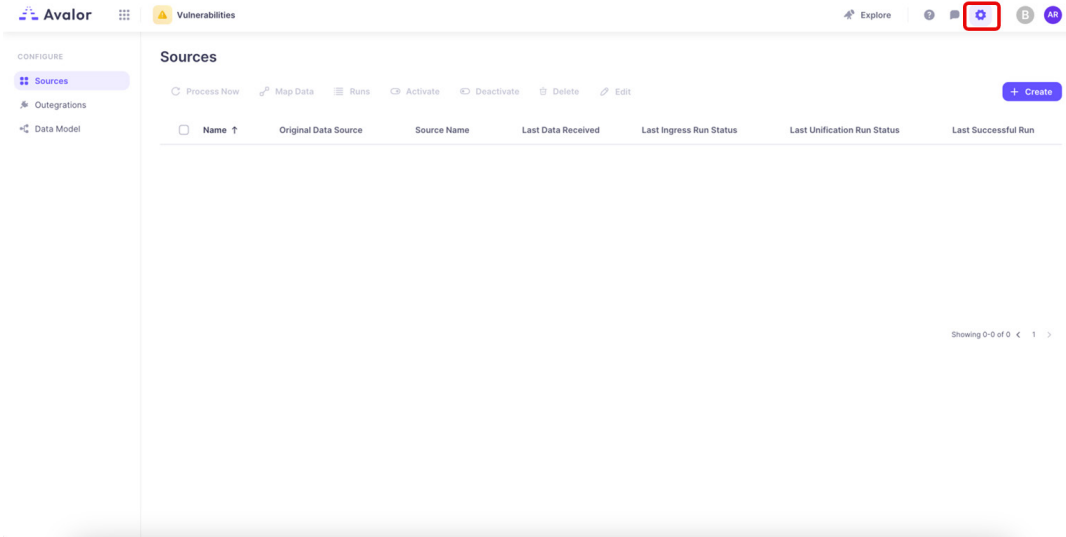 Avalor Vulnerabilities Explore ? B AR
CONFIGURE
Sources
Outegrations
Data Model
Sources
Process Now Map Data Runs Activate Deactivate Delete Edit + Create
Name ↑ Original Data Source Source Name Last Data Received Last Ingress Run Status Last Unification Run Status Last Successful Run
Showing 0-0 of 0 < 1 >